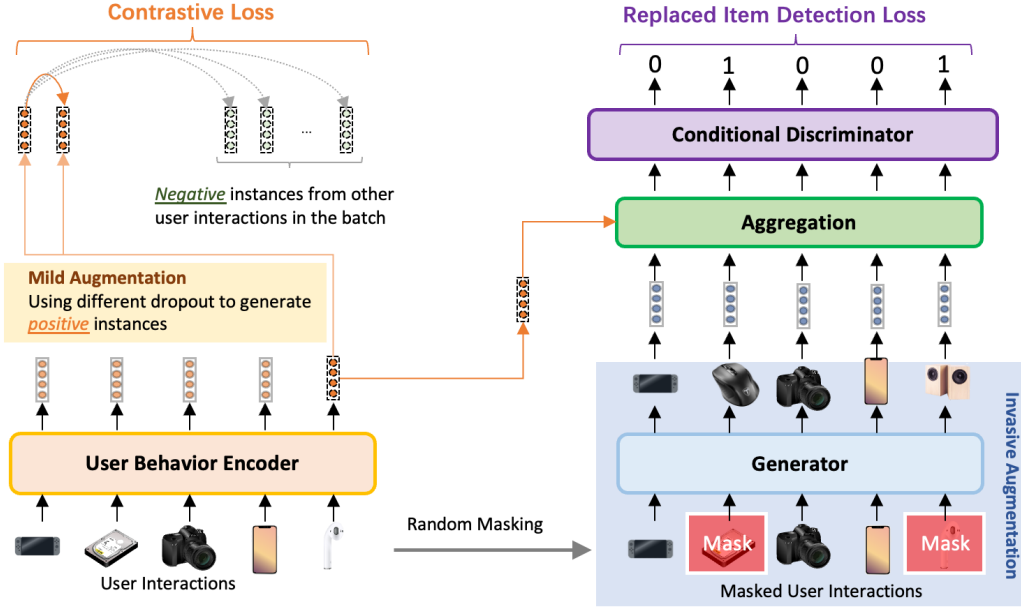 Contrastive Loss
Replaced Item Detection Loss
0 1 0 0 1
Conditional Discriminator
...
Negative instances from other
user interactions in the batch
Aggregation
Mild Augmentation
Using different dropout to generate
positive instances
User Behavior Encoder
Generator
Invasive Augmentation
Random Masking
Mask
Mask
User Interactions
Masked User Interactions